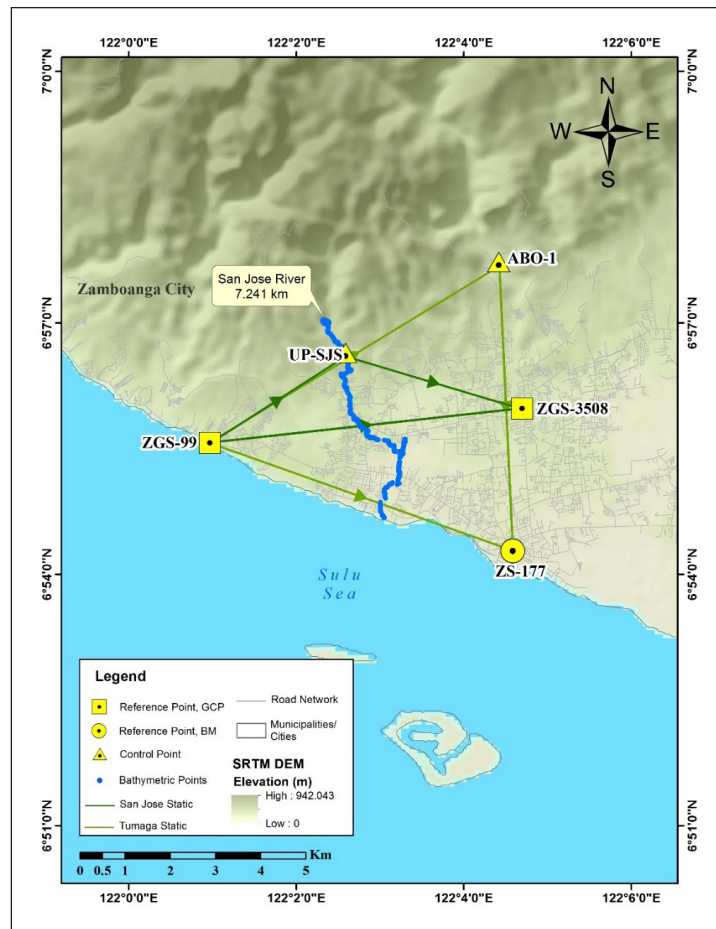 122°0'0"E
122°2'0"E
122°4'0"E
122°6'0"E
7°0'0"N
7°0'0"N
N
W
E
S
ABO-1
Zamboanga City
San Jose River
7.241 km
6°57'0"N
6°57'0"N
UP-SJS
ZGS-3508
ZGS-99
ZS-177
6°54'0"N
6°54'0"N
Sulu
Sea
Legend
Reference Point, GCP
Reference Point, BM
Control Point
Bathymetric Points
San Jose Static
Tumaga Static
Road Network
Municipalities/
Cities
SRTM DEM
Elevation (m)
High : 942.043
Low : 0
6°51'0"N
6°51'0"N
Km
0 0.5 1 2 3 4 5
122°0'0"E
122°2'0"E
122°4'0"E
122°6'0"E